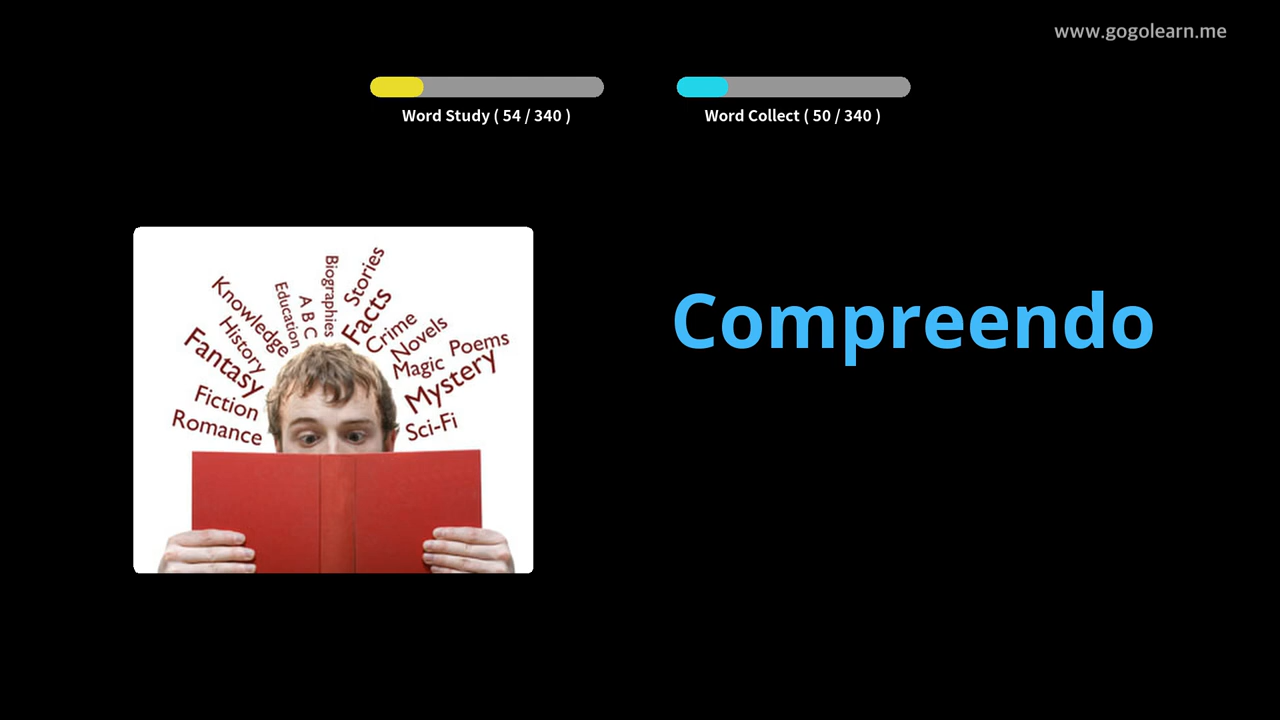 www.gogolearn.me
Word Study ( 54 / 340 )
Word Collect ( 50 / 340 )
Compreendo
Biographies
Stories
Education
A B C
Facts
Knowledge
Crime
History
Novels
Poems
Fantasy
Magic
Mystery
Fiction
Romance
Sci-Fi